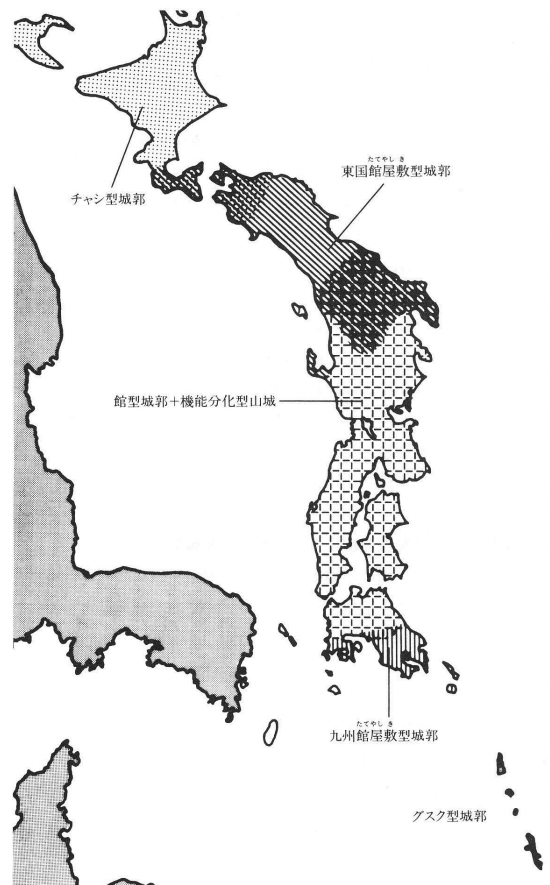 たてやしき
東国館屋敷型城郭
チャシ型城郭
館型城郭+機能分化型山城
たてやしき
九州館屋敷型城郭
グスク型城郭